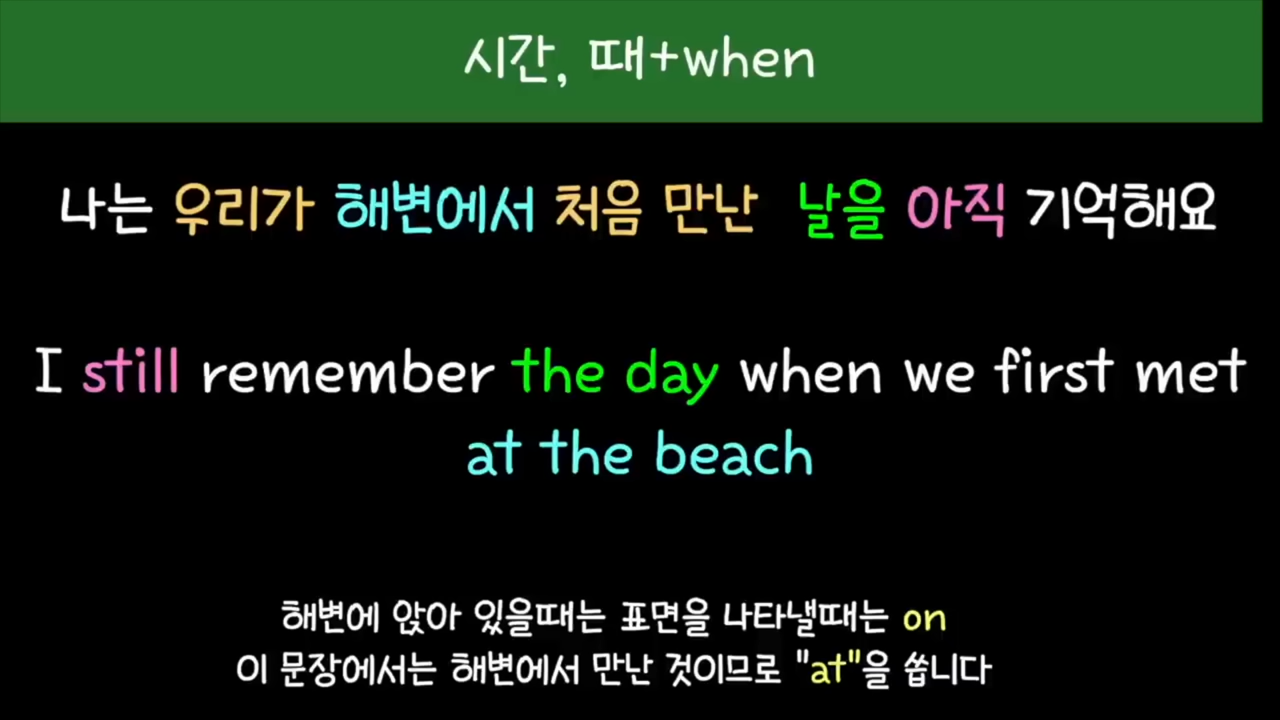 시간, 때+when
나는 우리가 해변에서 처음 만난 날을 아직 기억해요
I still remember the day when we first met
at the beach
해변에 앉아 있을때는 표면을 나타낼때는 on
이 문장에서는 해변에서 만난 것이므로 "at"을 씁니다